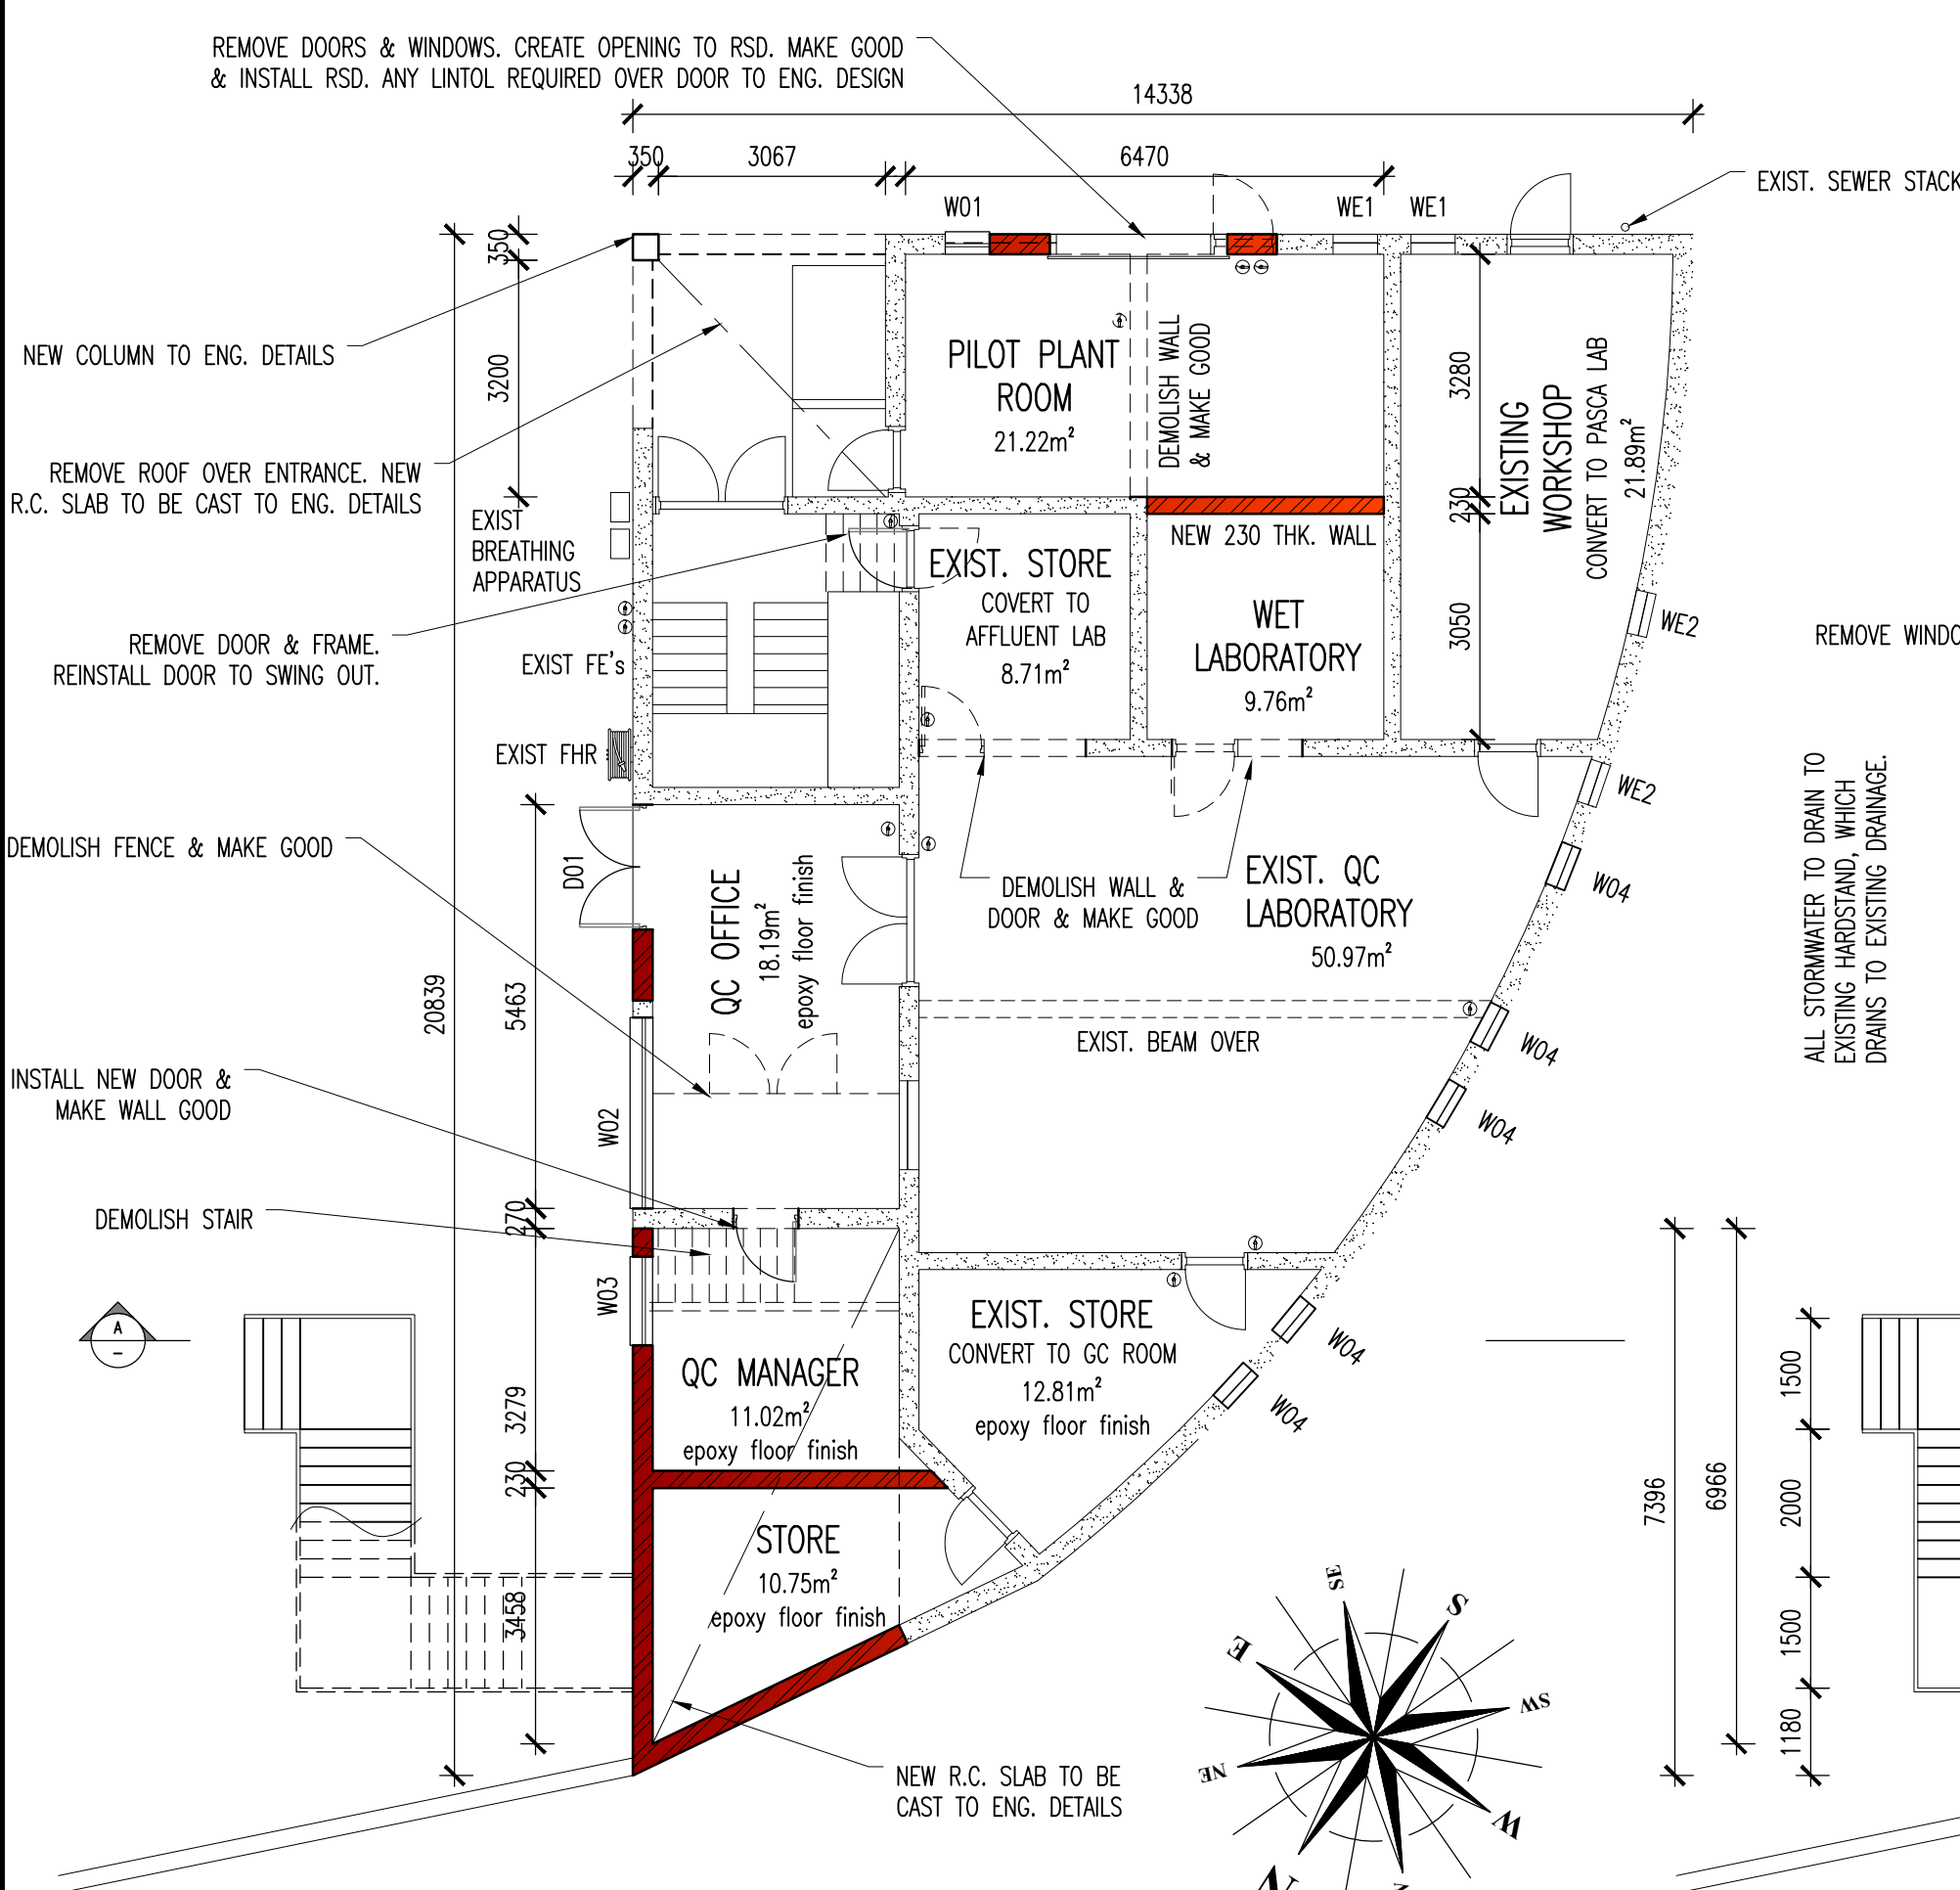 REMOVE DOORS & WINDOWS. CREATE OPENING TO RSD. MAKE GOOD
& INSTALL RSD. ANY LINTOL REQUIRED OVER DOOR TO ENG. DESIGN
14338
350
3067
6470
W01
WE1
WE1
EXIST. SEWER STACK
350
3200
NEW COLUMN TO ENG. DETAILS
REMOVE ROOF OVER ENTRANCE. NEW
R.C. SLAB TO BE CAST TO ENG. DETAILS
PILOT PLANT
ROOM
21.22m²
DEMOLISH WALL
& MAKE GOOD
3280
230
3050
EXISTING
WORKSHOP
CONVERT TO PASCA LAB
21.89m²
EXIST
BREATHING
APPARATUS
NEW 230 THK. WALL
EXIST. STORE
COVERT TO
AFFLUENT LAB
8.71m²
WET
LABORATORY
9.76m²
WE2
REMOVE WINDO
REMOVE DOOR & FRAME.
REINSTALL DOOR TO SWING OUT.
EXIST FE's
EXIST FHR
WE2
ALL STORMWATER TO DRAIN TO
EXISTING HARDSTAND, WHICH
DRAINS TO EXISTING DRAINAGE.
DEMOLISH FENCE & MAKE GOOD
D01
QC OFFICE
18.19m²
epoxy floor finish
DEMOLISH WALL &
DOOR & MAKE GOOD
EXIST. QC
LABORATORY
50.97m²
W04
20839
5463
EXIST. BEAM OVER
W04
W04
INSTALL NEW DOOR &
MAKE WALL GOOD
W02
DEMOLISH STAIR
270
W03
A
–
EXIST. STORE
CONVERT TO GC ROOM
12.81m²
epoxy floor finish
W04
W04
QC MANAGER
11.02m²
epoxy floor finish
3279
230
3458
STORE
10.75m²
epoxy floor finish
7396
6966
1500
2000
1500
1180
NEW R.C. SLAB TO BE
CAST TO ENG. DETAILS
SE
S
E
SW
NE
W
N